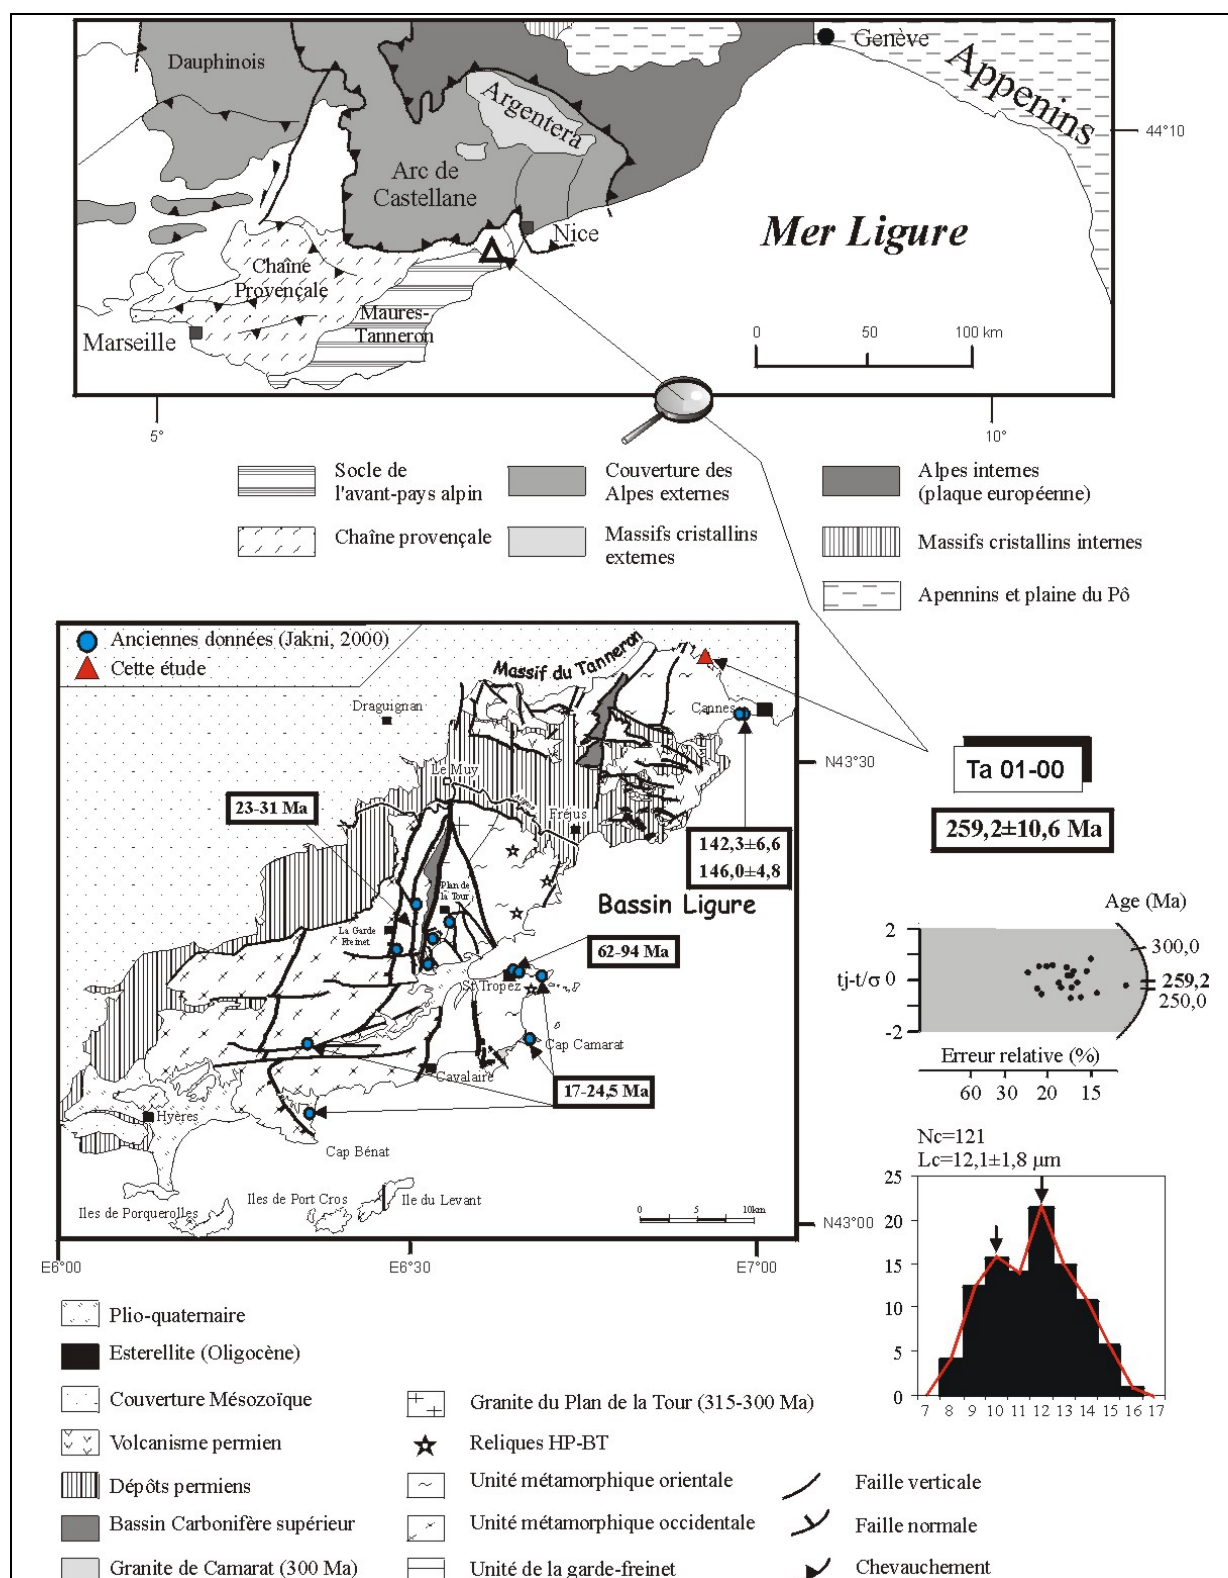 Dauphinois
Genève
Appenins
Argentera
44°10
Arc de
Castellane
Nice
Mer Ligure
Chaîne
Provençale
Maures-
Tanneron
Marseille
0 50 100 km
5° 10°
Socle de
l'avant-pays alpin
Couverture des
Alpes externes
Alpes internes
(plaque européenne)
Chaîne provençale
Massifs cristallins
externes
Massifs cristallins internes
Apennins et plaine du Pô
Anciennes données (Jakni, 2000)
Cette étude
Massif du Tanneron
Draguignan
Cannes
Le Muy
N43°30
Ta 01-00
23-31 Ma
Fréjus
259,2±10,6 Ma
142,3±6,6
146,0±4,8
Plan de
la Tour
La Garde
Freinet
Bassin Ligure
62-94 Ma
St Tropez
Cap Camarat
Cavalaire
17-24,5 Ma
Hyères
Cap Bénat
Iles de Port Cros
Ile du Levant
Iles de Porquerolles
0 5 10km
N43°00
E6°00 E6°30 E7°00
Age (Ma)
2
300,0
tj-t/σ 0
259,2
250,0
-2
Erreur relative (%)
60 30 20 15
Nc=121
Lc=12,1±1,8 µm
25
20
15
10
5
0
7 8 9 10 11 12 13 14 15 16 17
Plio-quaternaire
Esterellite (Oligocène)
Couverture Mésozoïque
Volcanisme permien
Dépôts permiens
Bassin Carbonifère supérieur
Granite de Camarat (300 Ma)
Granite du Plan de la Tour (315-300 Ma)
Reliques HP-BT
Unité métamorphique orientale
Unité métamorphique occidentale
Unité de la garde-freinet
Faille verticale
Faille normale
Chevauchement